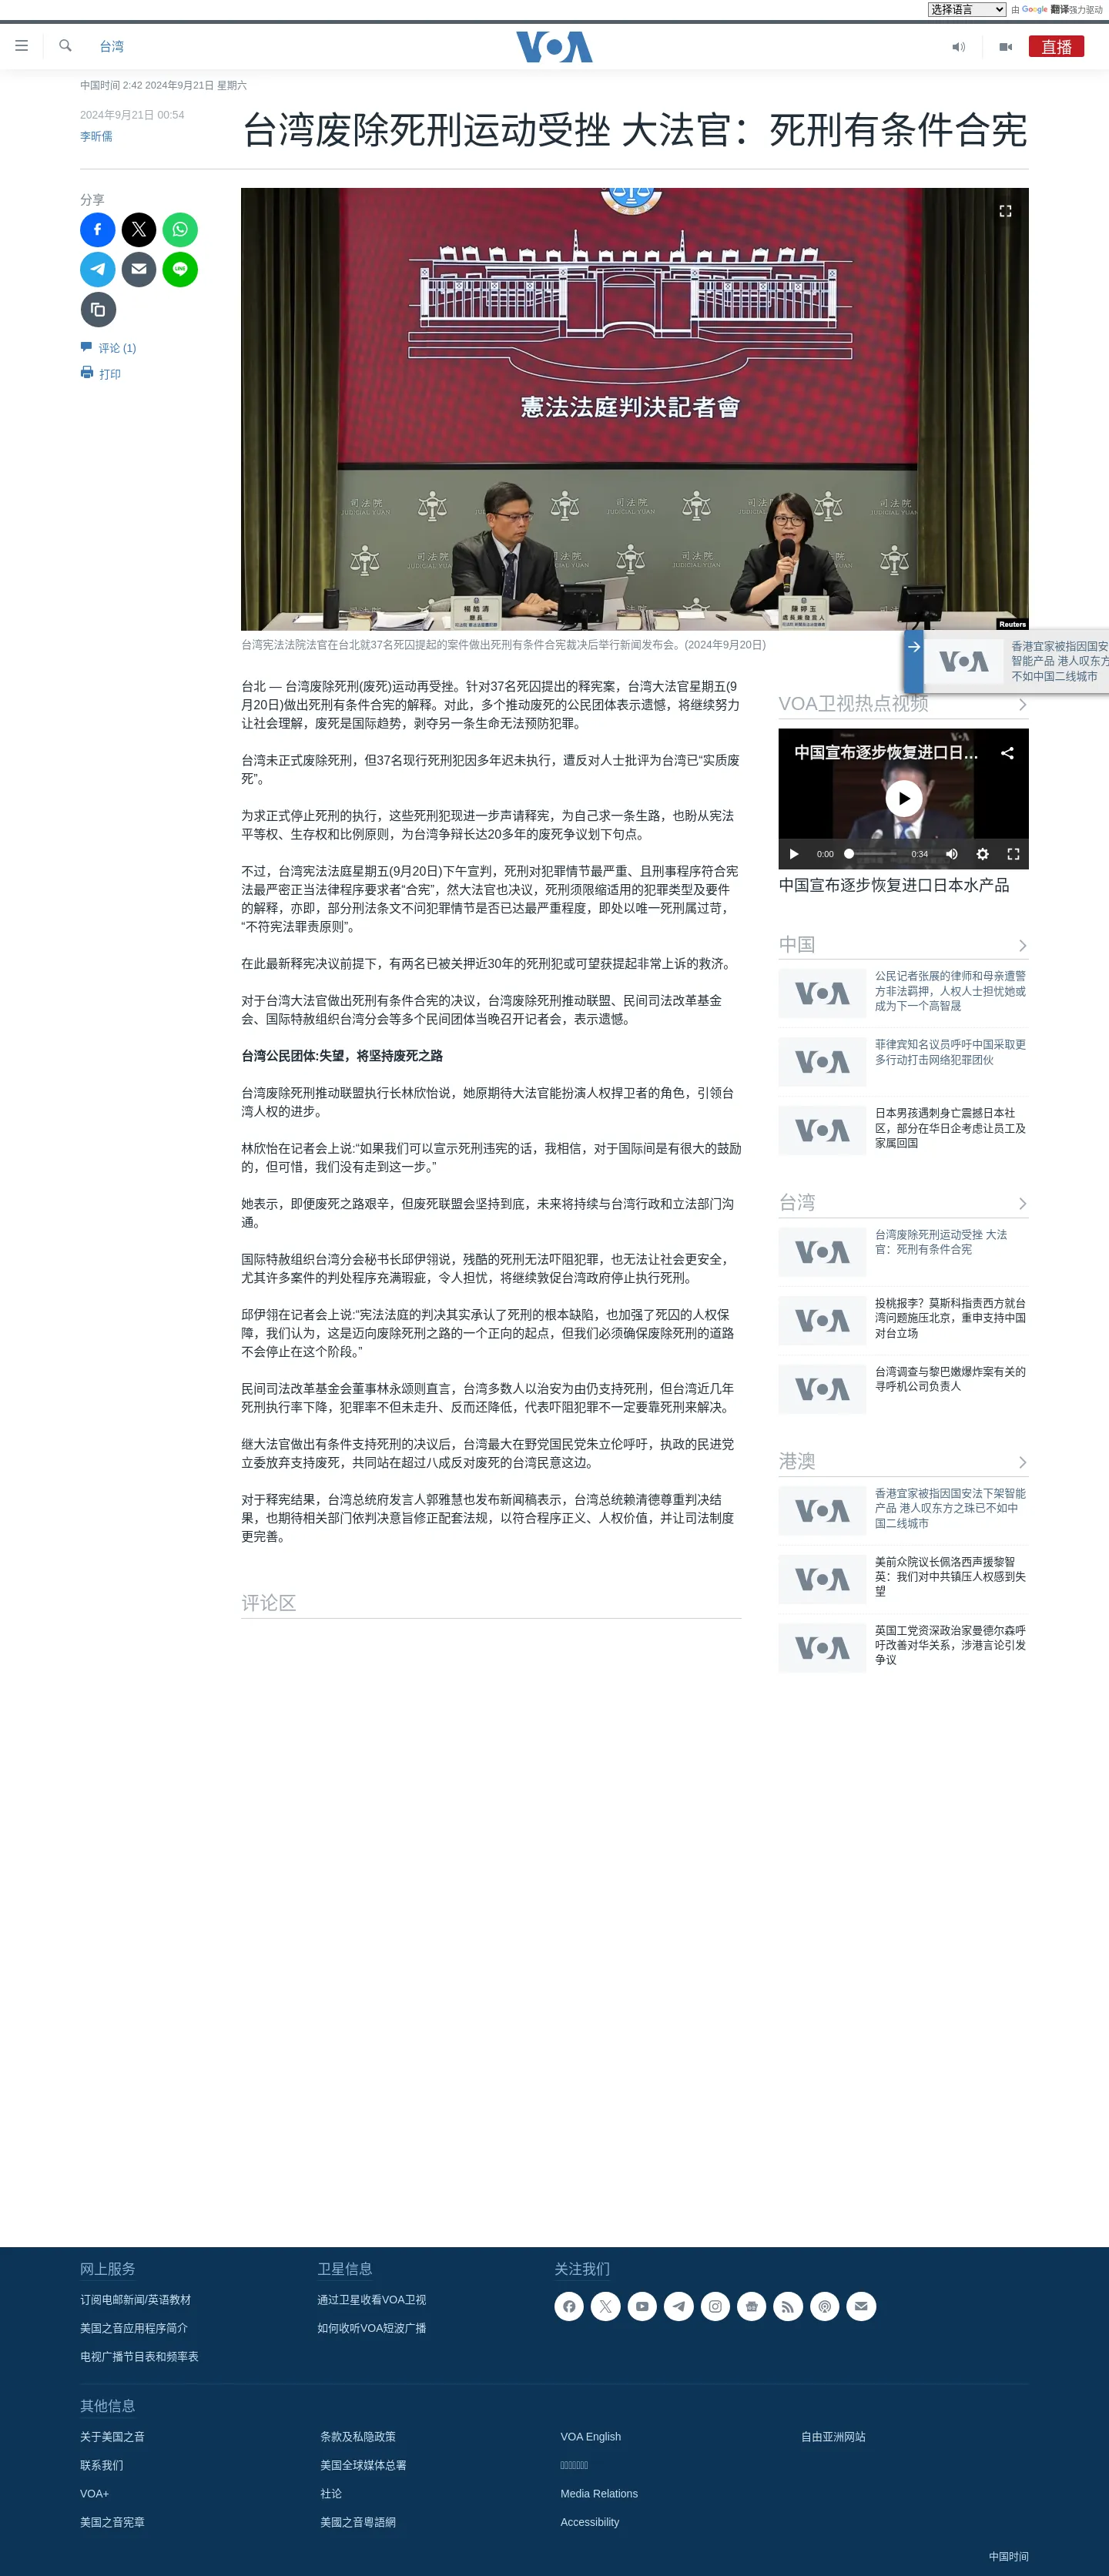 选择语言 由 Google 翻译强力驱动
台湾
VOA
直播
中国时间 2:42 2024年9月21日 星期六
2024年9月21日 00:54
李昕儒
台湾废除死刑运动受挫 大法官：死刑有条件合宪
分享
评论 (1)
打印
憲法法庭判決記者會
司法院
JUDICIAL YUAN
楊皓清
廳長
陳婷玉
Reuters
台湾宪法法院法官在台北就37名死囚提起的案件做出死刑有条件合宪裁决后举行新闻发布会。(2024年9月20日)
台北 — 台湾废除死刑(废死)运动再受挫。针对37名死囚提出的释宪案，台湾大法官星期五(9
月20日)做出死刑有条件合宪的解释。对此，多个推动废死的公民团体表示遗憾，将继续努力
让社会理解，废死是国际趋势，剥夺另一条生命无法预防犯罪。
台湾未正式废除死刑，但37名现行死刑犯因多年迟未执行，遭反对人士批评为台湾已“实质废
死”。
为求正式停止死刑的执行，这些死刑犯现进一步声请释宪，为自己求一条生路，也盼从宪法
平等权、生存权和比例原则，为台湾争辩长达20多年的废死争议划下句点。
不过，台湾宪法法庭星期五(9月20日)下午宣判，死刑对犯罪情节最严重、且刑事程序符合宪
法最严密正当法律程序要求者“合宪”，然大法官也决议，死刑须限缩适用的犯罪类型及要件
的解释，亦即，部分刑法条文不问犯罪情节是否已达最严重程度，即处以唯一死刑属过苛，
“不符宪法罪责原则”。
在此最新释宪决议前提下，有两名已被关押近30年的死刑犯或可望获提起非常上诉的救济。
对于台湾大法官做出死刑有条件合宪的决议，台湾废除死刑推动联盟、民间司法改革基金
会、国际特赦组织台湾分会等多个民间团体当晚召开记者会，表示遗憾。
台湾公民团体:失望，将坚持废死之路
台湾废除死刑推动联盟执行长林欣怡说，她原期待大法官能扮演人权捍卫者的角色，引领台
湾人权的进步。
林欣怡在记者会上说:“如果我们可以宣示死刑违宪的话，我相信，对于国际间是有很大的鼓励
的，但可惜，我们没有走到这一步。”
她表示，即便废死之路艰辛，但废死联盟会坚持到底，未来将持续与台湾行政和立法部门沟
通。
国际特赦组织台湾分会秘书长邱伊翎说，残酷的死刑无法吓阻犯罪，也无法让社会更安全，
尤其许多案件的判处程序充满瑕疵，令人担忧，将继续敦促台湾政府停止执行死刑。
邱伊翎在记者会上说:“宪法法庭的判决其实承认了死刑的根本缺陷，也加强了死囚的人权保
障，我们认为，这是迈向废除死刑之路的一个正向的起点，但我们必须确保废除死刑的道路
不会停止在这个阶段。”
民间司法改革基金会董事林永颂则直言，台湾多数人以治安为由仍支持死刑，但台湾近几年
死刑执行率下降，犯罪率不但未走升、反而还降低，代表吓阻犯罪不一定要靠死刑来解决。
继大法官做出有条件支持死刑的决议后，台湾最大在野党国民党朱立伦呼吁，执政的民进党
立委放弃支持废死，共同站在超过八成反对废死的台湾民意这边。
对于释宪结果，台湾总统府发言人郭雅慧也发布新闻稿表示，台湾总统赖清德尊重判决结
果，也期待相关部门依判决意旨修正配套法规，以符合程序正义、人权价值，并让司法制度
更完善。
评论区
香港宜家被指因国安
智能产品 港人叹东方
不如中国二线城市
VOA
VOA卫视热点视频
中国宣布逐步恢复进口日...
0:00
0:34
中国宣布逐步恢复进口日本水产品
中国
VOA
公民记者张展的律师和母亲遭警
方非法羁押，人权人士担忧她或
成为下一个高智晟
VOA
菲律宾知名议员呼吁中国采取更
多行动打击网络犯罪团伙
VOA
日本男孩遇刺身亡震撼日本社
区，部分在华日企考虑让员工及
家属回国
台湾
VOA
台湾废除死刑运动受挫 大法
官：死刑有条件合宪
VOA
投桃报李？莫斯科指责西方就台
湾问题施压北京，重申支持中国
对台立场
VOA
台湾调查与黎巴嫩爆炸案有关的
寻呼机公司负责人
港澳
VOA
香港宜家被指因国安法下架智能
产品 港人叹东方之珠已不如中
国二线城市
VOA
美前众院议长佩洛西声援黎智
英：我们对中共镇压人权感到失
望
VOA
英国工党资深政治家曼德尔森呼
吁改善对华关系，涉港言论引发
争议
网上服务
订阅电邮新闻/英语教材
美国之音应用程序简介
电视广播节目表和频率表
卫星信息
通过卫星收看VOA卫视
如何收听VOA短波广播
关注我们
其他信息
关于美国之音
联系我们
VOA+
美国之音宪章
条款及私隐政策
美国全球媒体总署
社论
美國之音粵語網
VOA English
Media Relations
Accessibility
自由亚洲网站
中国时间